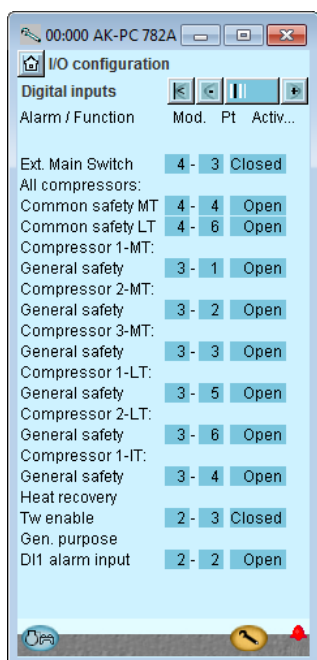 00:000 AK-PC 782A
I/O configuration
Digital inputs
Alarm / Function Mod. Pt Activ...
Ext. Main Switch 4 - 3 Closed
All compressors:
Common safety MT 4 - 4 Open
Common safety LT 4 - 6 Open
Compressor 1-MT:
General safety 3 - 1 Open
Compressor 2-MT:
General safety 3 - 2 Open
Compressor 3-MT:
General safety 3 - 3 Open
Compressor 1-LT:
General safety 3 - 5 Open
Compressor 2-LT:
General safety 3 - 6 Open
Compressor 1-IT:
General safety 3 - 4 Open
Heat recovery
Tw enable 2 - 3 Closed
Gen. purpose
DI1 alarm input 2 - 2 Open